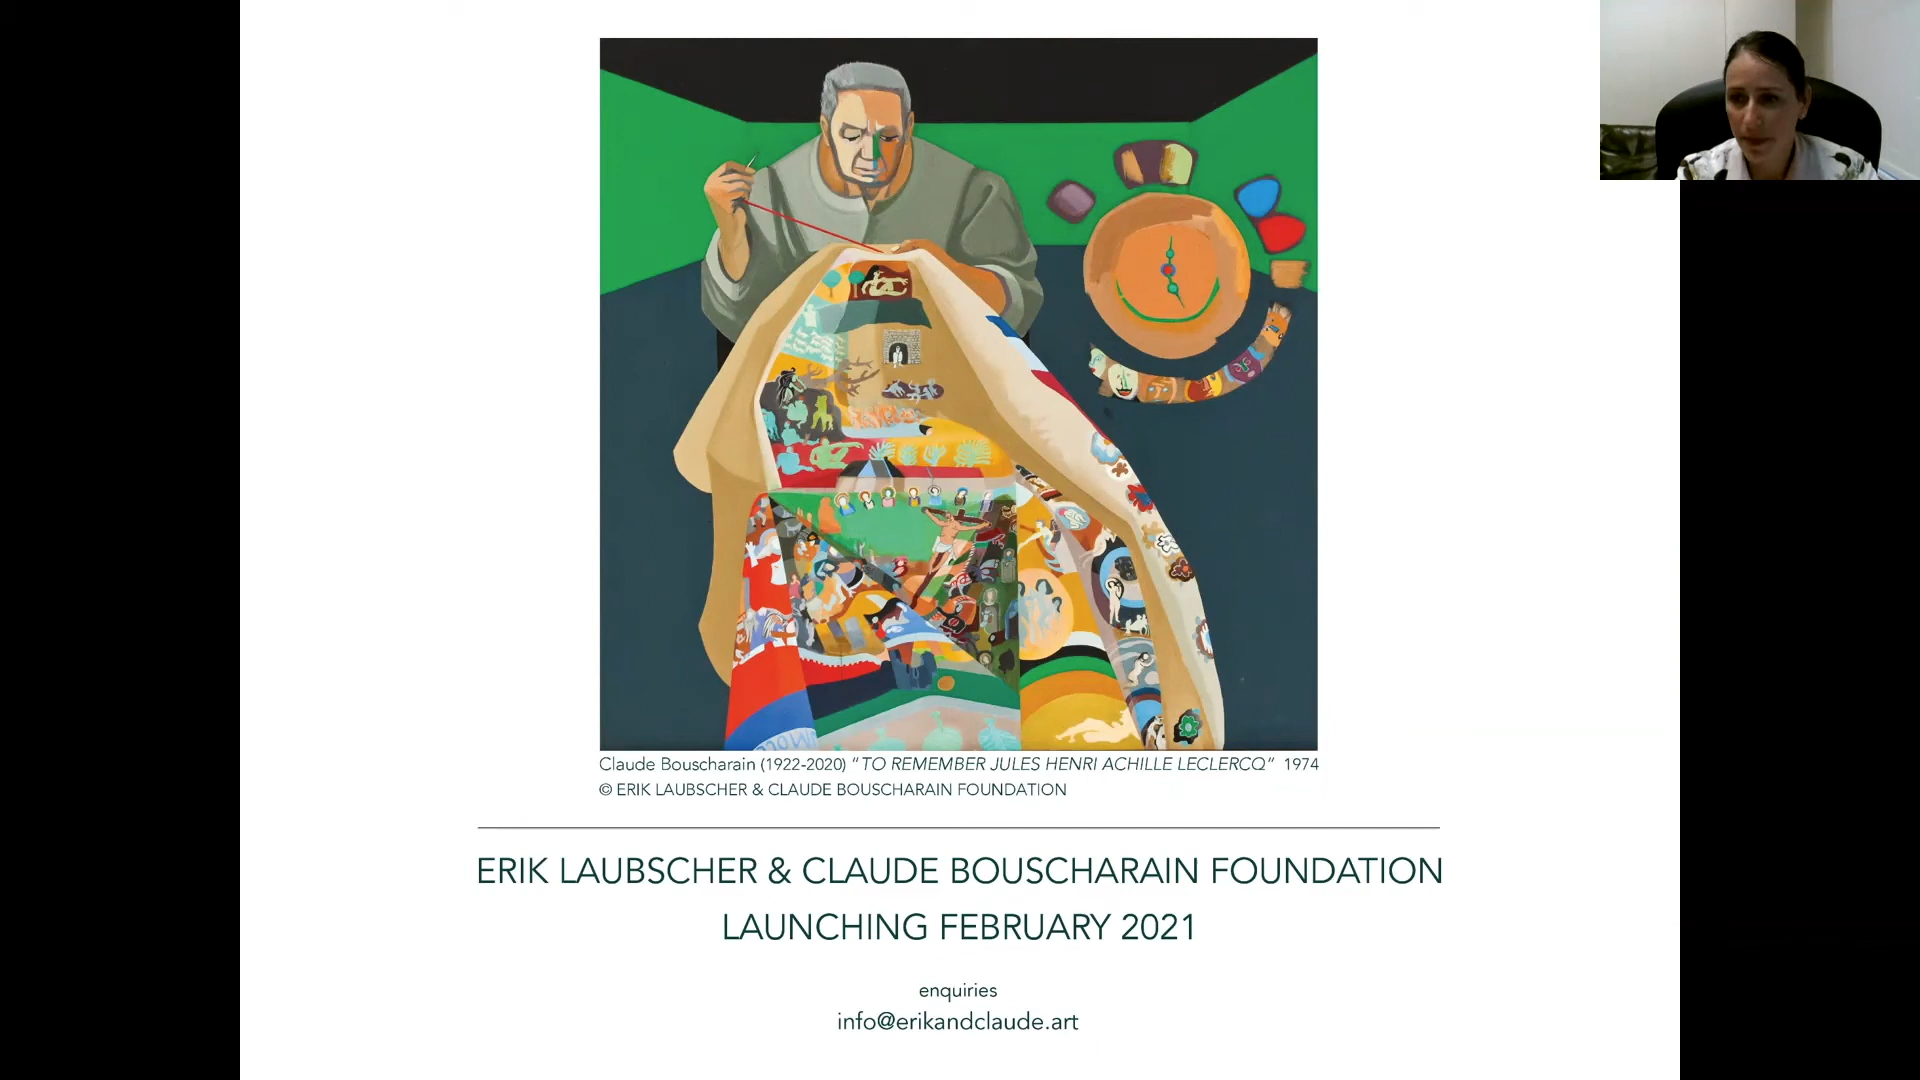 Claude Bouscharain (1922-2020) "TO REMEMBER JULES HENRI ACHILLE LECLERCQ" 1974
© ERIK LAUBSCHER & CLAUDE BOUSCHARAIN FOUNDATION
ERIK LAUBSCHER & CLAUDE BOUSCHARAIN FOUNDATION
LAUNCHING FEBRUARY 2021
enquiries
info@erikandclaude.art